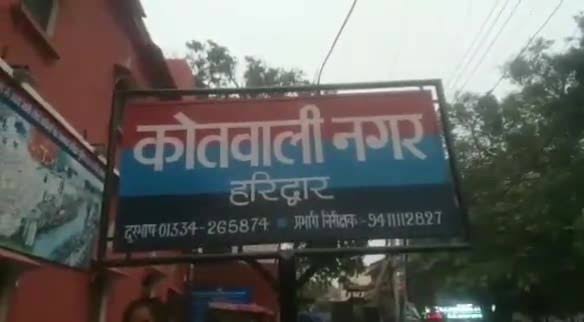 कोतवाली नगर
हरिद्वार
दूरभाष-01334-265874 प्रभारी निरीक्षक:-9411112827